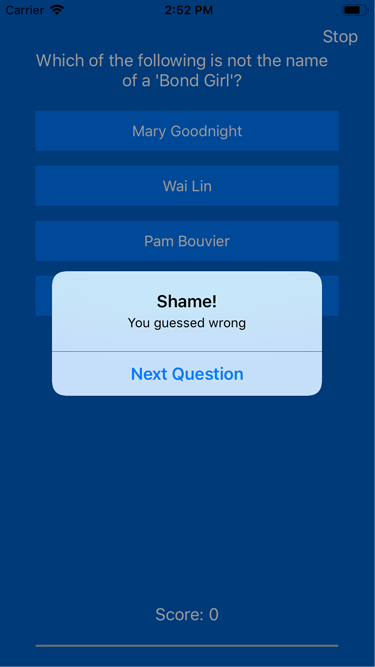 Carrier 2:52 PM
Stop
Which of the following is not the name
of a 'Bond Girl'?
Mary Goodnight
Wai Lin
Pam Bouvier
Shame!
You guessed wrong
Next Question
Score: 0